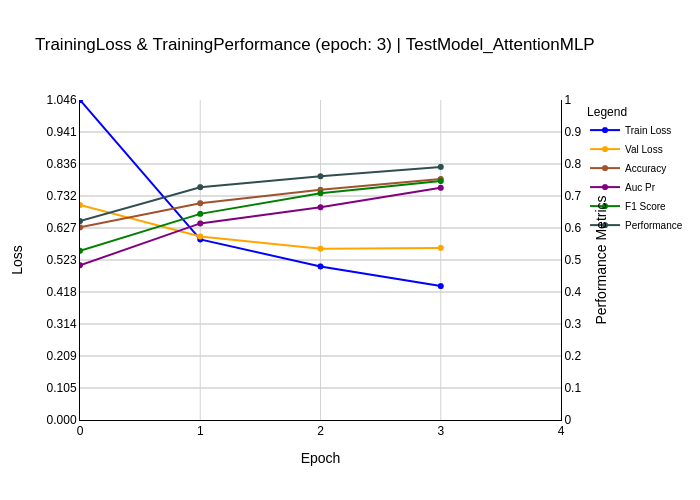 TrainingLoss & TrainingPerformance (epoch: 3) | TestModel_AttentionMLP
1.046
0.941
0.836
0.732
0.627
0.523
0.418
0.314
0.209
0.105
0.000
Loss
0
1
2
3
4
Epoch
1
0.9
0.8
0.7
0.6
0.5
0.4
0.3
0.2
0.1
0
Performance Metrics
Legend
Train Loss
Val Loss
Accuracy
Auc Pr
F1 Score
Performance